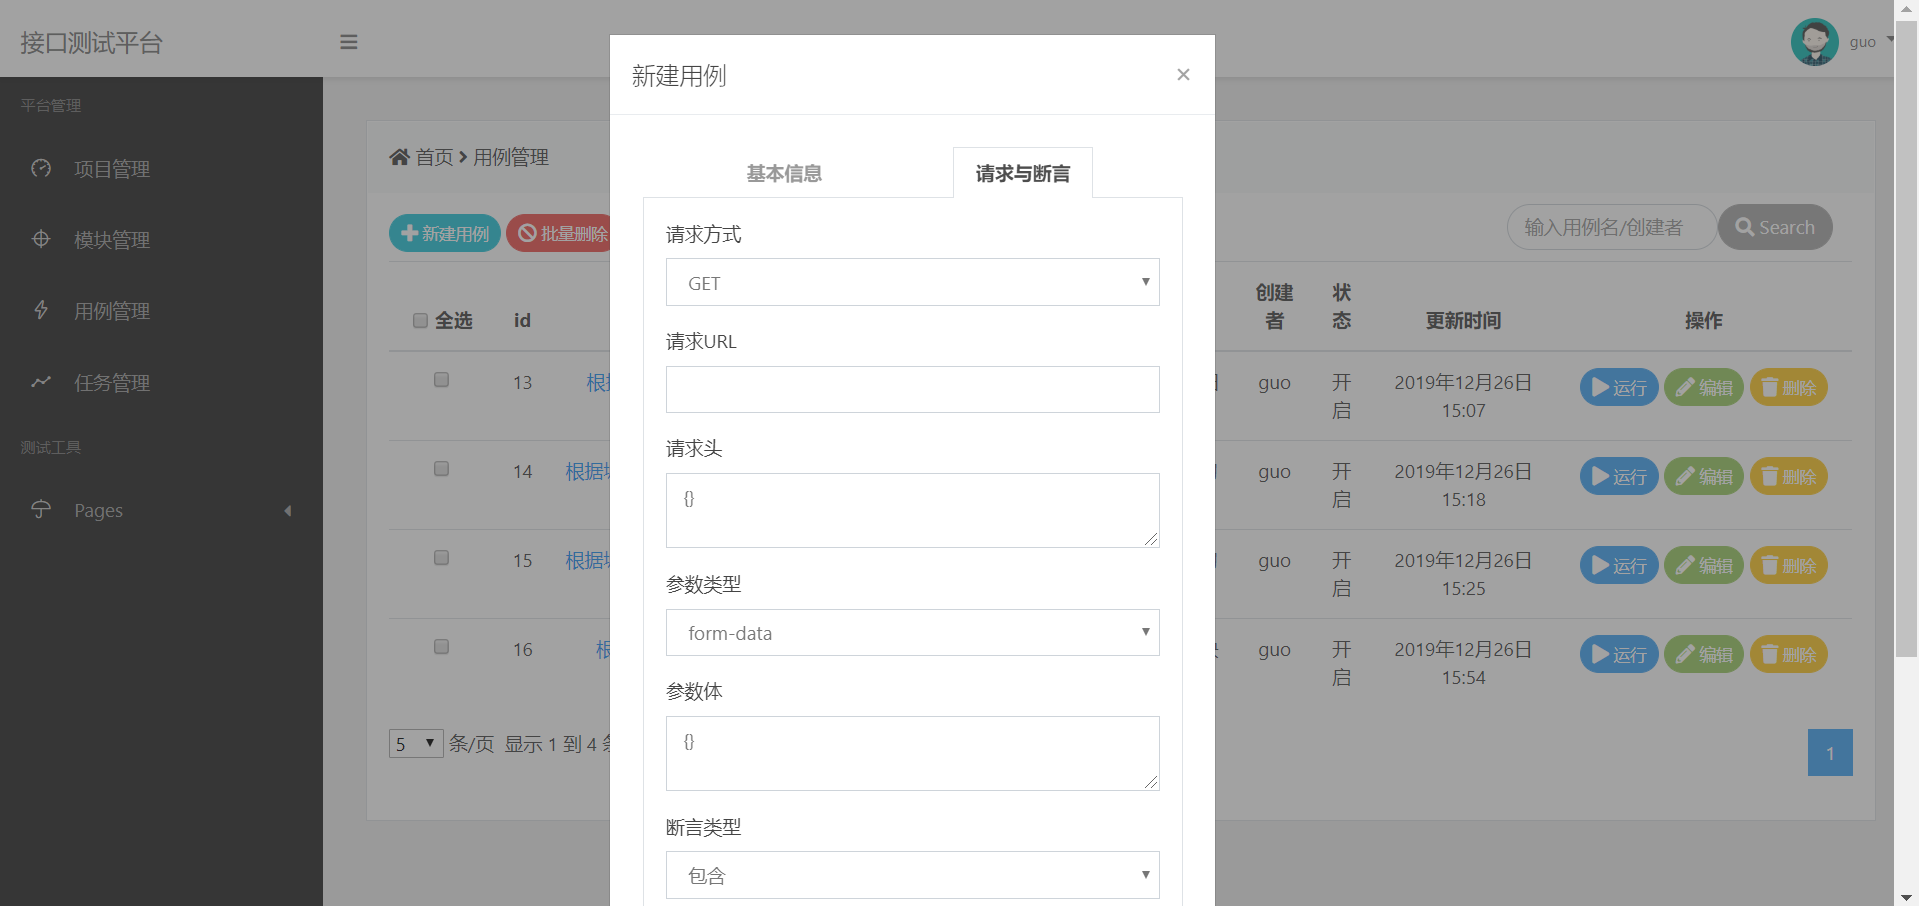 接口测试平台
guo
平台管理
项目管理
模块管理
用例管理
任务管理
测试工具
Pages
首页 用例管理
新建用例 批量删除
输入用例名/创建者 Search
全选 id 创建者 状态 更新时间 操作
13 根 guo 开启 2019年12月26日 15:07 运行 编辑 删除
14 根据 guo 开启 2019年12月26日 15:18 运行 编辑 删除
15 根据 guo 开启 2019年12月26日 15:25 运行 编辑 删除
16 根 guo 开启 2019年12月26日 15:54 运行 编辑 删除
5 条/页 显示 1 到 4
1
新建用例 ×
基本信息 请求与断言
请求方式
GET
请求URL
请求头
{}
参数类型
form-data
参数体
{}
断言类型
包含